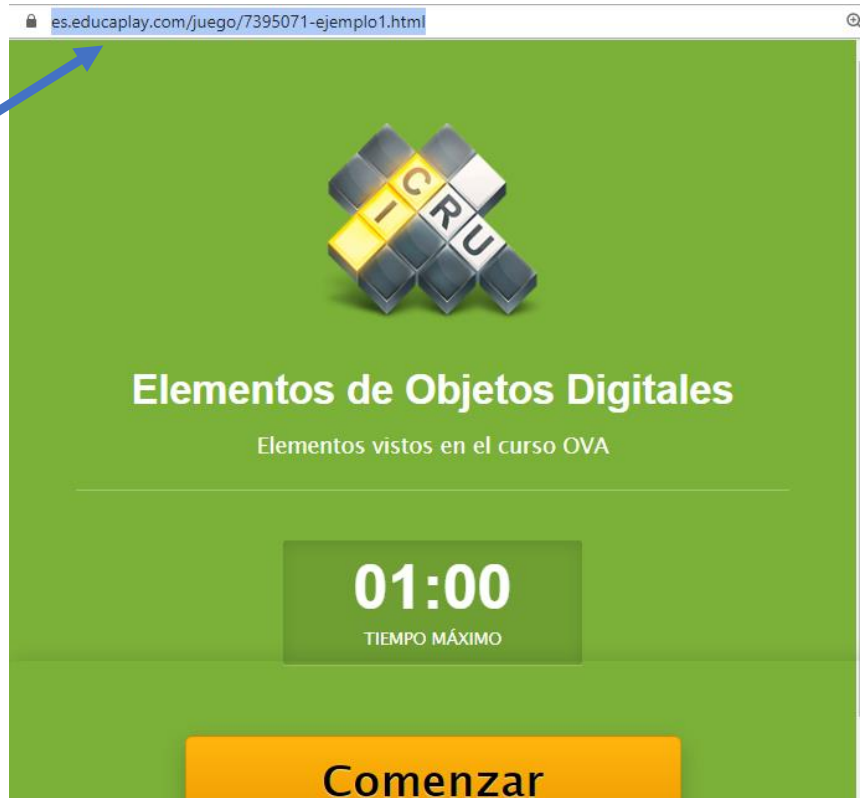 es.educaplay.com/juego/7395071-ejemplo1.html
C
I R
U
Elementos de Objetos Digitales
Elementos vistos en el curso OVA
01:00
TIEMPO MÁXIMO
Comenzar